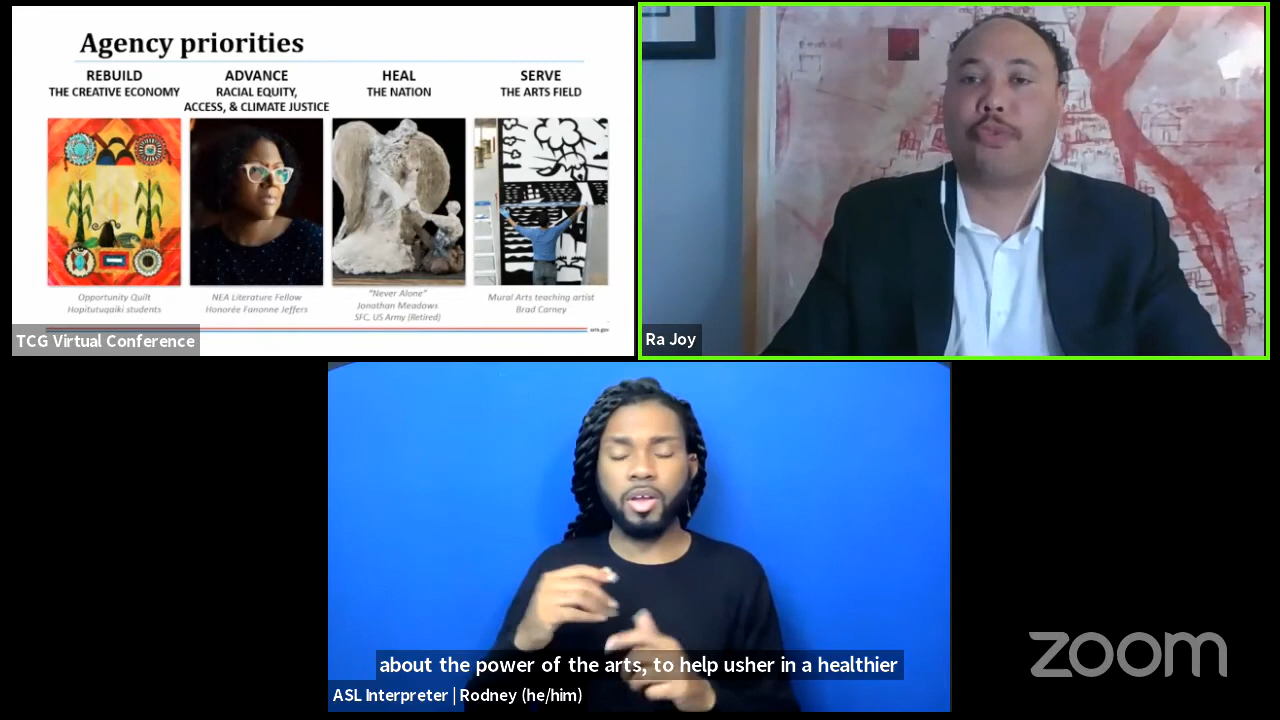 Agency priorities
REBUILD
THE CREATIVE ECONOMY
ADVANCE
RACIAL EQUITY,
ACCESS, & CLIMATE JUSTICE
HEAL
THE NATION
SERVE
THE ARTS FIELD
Opportunity Quilt
Hopitutuqaiki students
NEA Literature Fellow
Honorée Fanonne Jeffers
"Never Alone"
Jonathan Meadows
SFC, US Army (Retired)
Mural Arts teaching artist
Brad Carney
arts.gov
TCG Virtual Conference
Ra Joy
about the power of the arts, to help usher in a healthier
ASL Interpreter | Rodney (he/him)
zoom